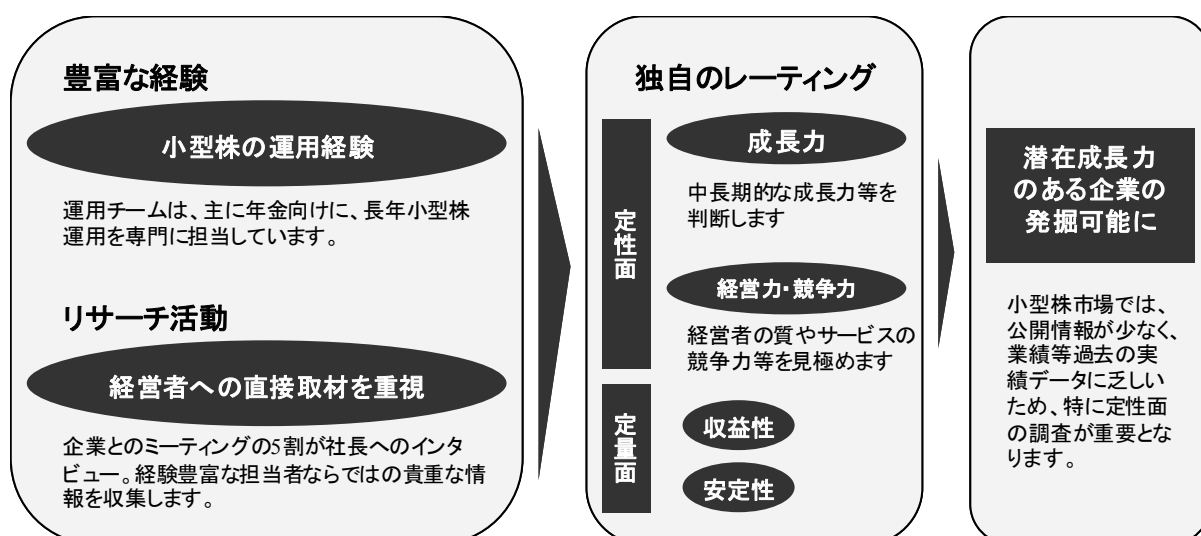 豊富な経験
小型株の運用経験
運用チームは、主に年金向けに、長年小型株
運用を専門に担当しています。
リサーチ活動
経営者への直接取材を重視
企業とのミーティングの5割が社長へのインタ
ビュー。経験豊富な担当者ならではの貴重な情
報を収集します。
独自のレーティング
定性面
成長力
中長期的な成長力等を
判断します
経営力・競争力
経営者の質やサービスの
競争力等を見極めます
定量面
収益性
安定性
潜在成長力
のある企業の
発掘可能に
小型株市場では、
公開情報が少なく、
業績等過去の実
績データに乏しい
ため、特に定性面
の調査が重要とな
ります。